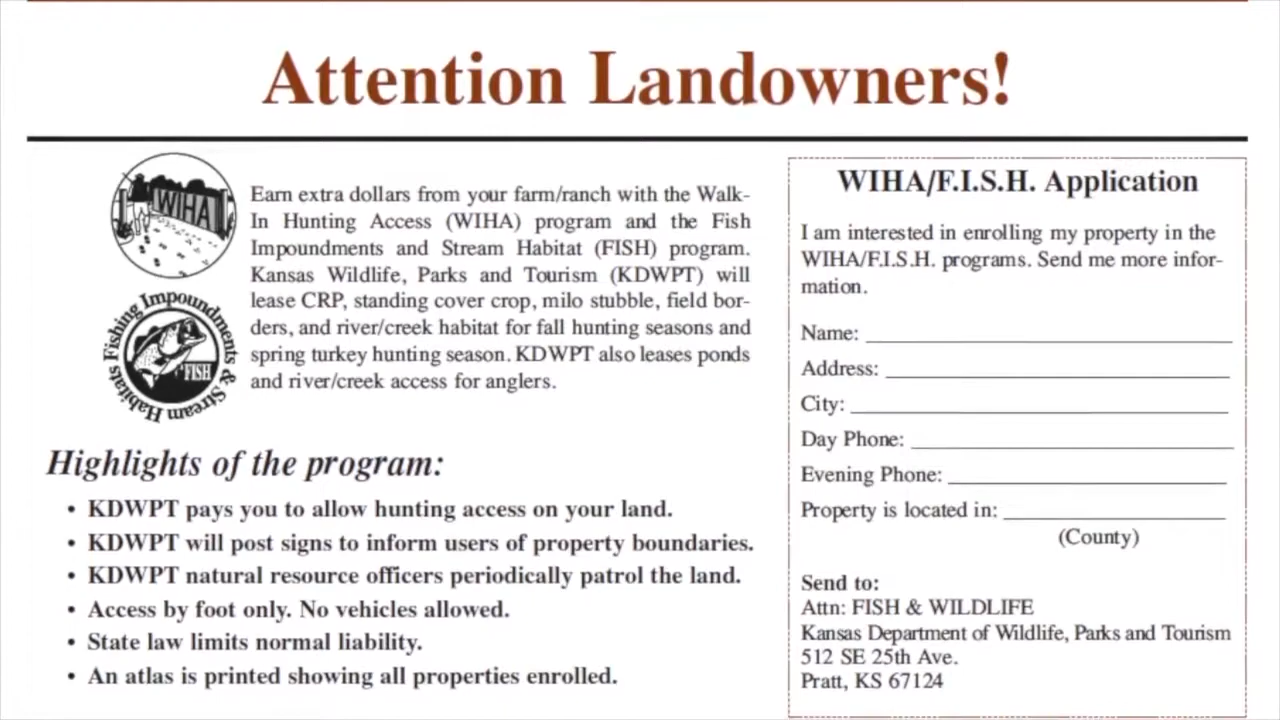 Attention Landowners!
WIHA
Fishing Impoundments & Stream Habitats
FISH
Earn extra dollars from your farm/ranch with the Walk-
In Hunting Access (WIHA) program and the Fish
Impoundments and Stream Habitat (FISH) program.
Kansas Wildlife, Parks and Tourism (KDWPT) will
lease CRP, standing cover crop, milo stubble, field bor-
ders, and river/creek habitat for fall hunting seasons and
spring turkey hunting season. KDWPT also leases ponds
and river/creek access for anglers.
Highlights of the program:
• KDWPT pays you to allow hunting access on your land.
• KDWPT will post signs to inform users of property boundaries.
• KDWPT natural resource officers periodically patrol the land.
• Access by foot only. No vehicles allowed.
• State law limits normal liability.
• An atlas is printed showing all properties enrolled.
WIHA/F.I.S.H. Application
I am interested in enrolling my property in the
WIHA/F.I.S.H. programs. Send me more infor-
mation.
Name:
Address:
City:
Day Phone:
Evening Phone:
Property is located in:
(County)
Send to:
Attn: FISH & WILDLIFE
Kansas Department of Wildlife, Parks and Tourism
512 SE 25th Ave.
Pratt, KS 67124